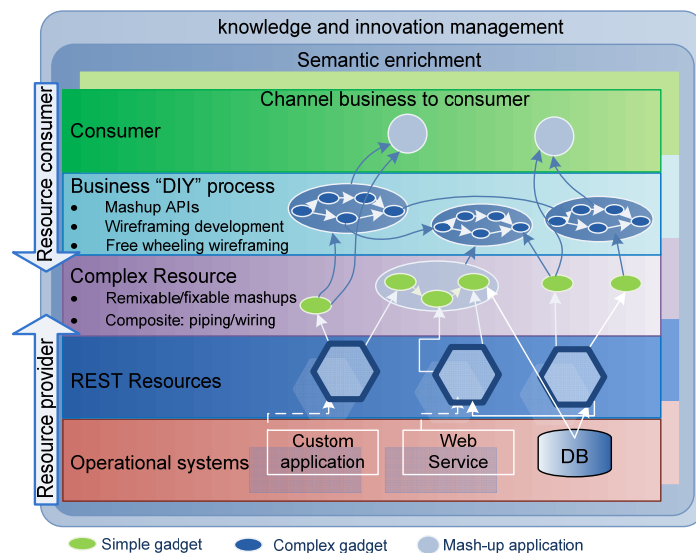 knowledge and innovation management
Semantic enrichment
Channel business to consumer
Consumer
Business “DIY” process
• Mashup APIs
• Wireframing development
• Free wheeling wireframing
Complex Resource
• Remixable/fixable mashups
• Composite: piping/wiring
REST Resources
Operational systems
Custom
application
Web
Service
DB
Resource consumer
Resource provider
Simple gadget
Complex gadget
Mash-up application